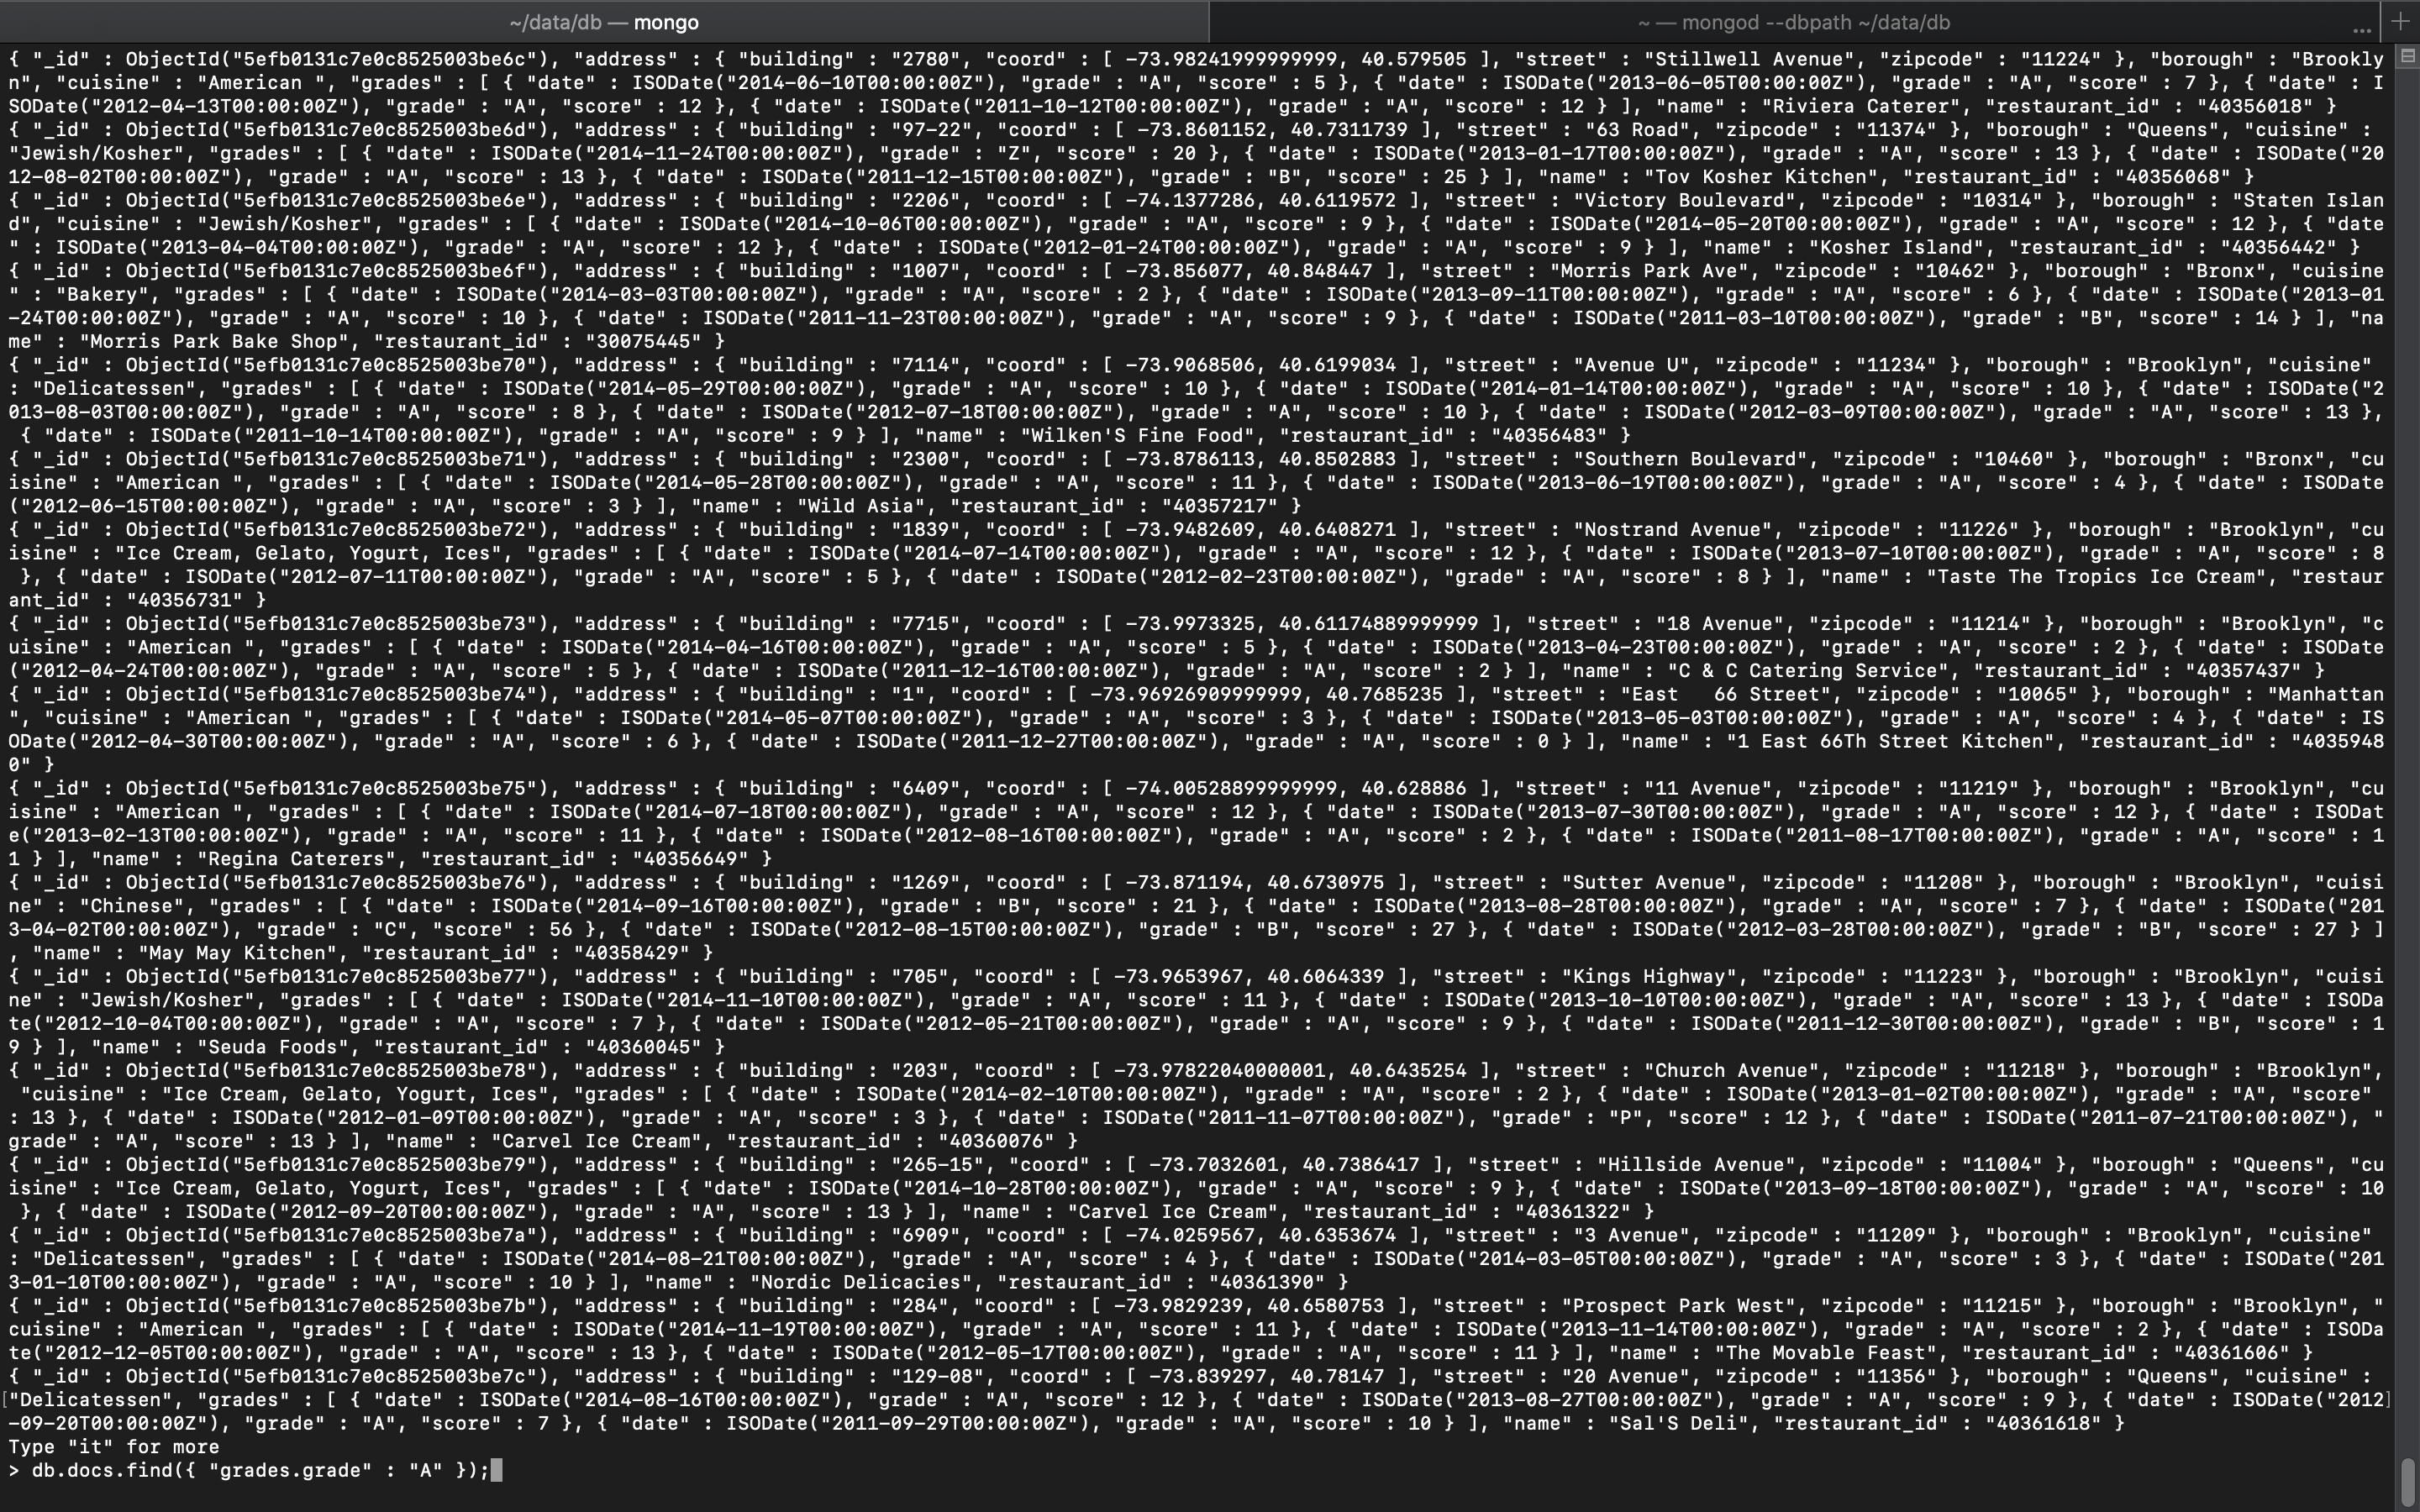 ~/data/db — mongo
~ — mongod --dbpath ~/data/db
...
+
{ "_id" : ObjectId("5efb0131c7e0c8525003be6c"), "address" : { "building" : "2780", "coord" : [ -73.98241999999999, 40.579505 ], "street" : "Stillwell Avenue", "zipcode" : "11224" }, "borough" : "Brookly
n", "cuisine" : "American ", "grades" : [ { "date" : ISODate("2014-06-10T00:00:00Z"), "grade" : "A", "score" : 5 }, { "date" : ISODate("2013-06-05T00:00:00Z"), "grade" : "A", "score" : 7 }, { "date" : I
SODate("2012-04-13T00:00:00Z"), "grade" : "A", "score" : 12 }, { "date" : ISODate("2011-10-12T00:00:00Z"), "grade" : "A", "score" : 12 } ], "name" : "Riviera Caterer", "restaurant_id" : "40356018" }
{ "_id" : ObjectId("5efb0131c7e0c8525003be6d"), "address" : { "building" : "97-22", "coord" : [ -73.8601152, 40.7311739 ], "street" : "63 Road", "zipcode" : "11374" }, "borough" : "Queens", "cuisine" :
"Jewish/Kosher", "grades" : [ { "date" : ISODate("2014-11-24T00:00:00Z"), "grade" : "Z", "score" : 20 }, { "date" : ISODate("2013-01-17T00:00:00Z"), "grade" : "A", "score" : 13 }, { "date" : ISODate("20
12-08-02T00:00:00Z"), "grade" : "A", "score" : 13 }, { "date" : ISODate("2011-12-15T00:00:00Z"), "grade" : "B", "score" : 25 } ], "name" : "Tov Kosher Kitchen", "restaurant_id" : "40356068" }
{ "_id" : ObjectId("5efb0131c7e0c8525003be6e"), "address" : { "building" : "2206", "coord" : [ -74.1377286, 40.6119572 ], "street" : "Victory Boulevard", "zipcode" : "10314" }, "borough" : "Staten Islan
d", "cuisine" : "Jewish/Kosher", "grades" : [ { "date" : ISODate("2014-10-06T00:00:00Z"), "grade" : "A", "score" : 9 }, { "date" : ISODate("2014-05-20T00:00:00Z"), "grade" : "A", "score" : 12 }, { "date
" : ISODate("2013-04-04T00:00:00Z"), "grade" : "A", "score" : 12 }, { "date" : ISODate("2012-01-24T00:00:00Z"), "grade" : "A", "score" : 9 } ], "name" : "Kosher Island", "restaurant_id" : "40356442" }
{ "_id" : ObjectId("5efb0131c7e0c8525003be6f"), "address" : { "building" : "1007", "coord" : [ -73.856077, 40.848447 ], "street" : "Morris Park Ave", "zipcode" : "10462" }, "borough" : "Bronx", "cuisine
" : "Bakery", "grades" : [ { "date" : ISODate("2014-03-03T00:00:00Z"), "grade" : "A", "score" : 2 }, { "date" : ISODate("2013-09-11T00:00:00Z"), "grade" : "A", "score" : 6 }, { "date" : ISODate("2013-01
-24T00:00:00Z"), "grade" : "A", "score" : 10 }, { "date" : ISODate("2011-11-23T00:00:00Z"), "grade" : "A", "score" : 9 }, { "date" : ISODate("2011-03-10T00:00:00Z"), "grade" : "B", "score" : 14 } ], "na
me" : "Morris Park Bake Shop", "restaurant_id" : "30075445" }
{ "_id" : ObjectId("5efb0131c7e0c8525003be70"), "address" : { "building" : "7114", "coord" : [ -73.9068506, 40.6199034 ], "street" : "Avenue U", "zipcode" : "11234" }, "borough" : "Brooklyn", "cuisine"
: "Delicatessen", "grades" : [ { "date" : ISODate("2014-05-29T00:00:00Z"), "grade" : "A", "score" : 10 }, { "date" : ISODate("2014-01-14T00:00:00Z"), "grade" : "A", "score" : 10 }, { "date" : ISODate("2
013-08-03T00:00:00Z"), "grade" : "A", "score" : 8 }, { "date" : ISODate("2012-07-18T00:00:00Z"), "grade" : "A", "score" : 10 }, { "date" : ISODate("2012-03-09T00:00:00Z"), "grade" : "A", "score" : 13 },
 { "date" : ISODate("2011-10-14T00:00:00Z"), "grade" : "A", "score" : 9 } ], "name" : "Wilken'S Fine Food", "restaurant_id" : "40356483" }
{ "_id" : ObjectId("5efb0131c7e0c8525003be71"), "address" : { "building" : "2300", "coord" : [ -73.8786113, 40.8502883 ], "street" : "Southern Boulevard", "zipcode" : "10460" }, "borough" : "Bronx", "cu
isine" : "American ", "grades" : [ { "date" : ISODate("2014-05-28T00:00:00Z"), "grade" : "A", "score" : 11 }, { "date" : ISODate("2013-06-19T00:00:00Z"), "grade" : "A", "score" : 4 }, { "date" : ISODate
("2012-06-15T00:00:00Z"), "grade" : "A", "score" : 3 } ], "name" : "Wild Asia", "restaurant_id" : "40357217" }
{ "_id" : ObjectId("5efb0131c7e0c8525003be72"), "address" : { "building" : "1839", "coord" : [ -73.9482609, 40.6408271 ], "street" : "Nostrand Avenue", "zipcode" : "11226" }, "borough" : "Brooklyn", "cu
isine" : "Ice Cream, Gelato, Yogurt, Ices", "grades" : [ { "date" : ISODate("2014-07-14T00:00:00Z"), "grade" : "A", "score" : 12 }, { "date" : ISODate("2013-07-10T00:00:00Z"), "grade" : "A", "score" : 8
 }, { "date" : ISODate("2012-07-11T00:00:00Z"), "grade" : "A", "score" : 5 }, { "date" : ISODate("2012-02-23T00:00:00Z"), "grade" : "A", "score" : 8 } ], "name" : "Taste The Tropics Ice Cream", "restaur
ant_id" : "40356731" }
{ "_id" : ObjectId("5efb0131c7e0c8525003be73"), "address" : { "building" : "7715", "coord" : [ -73.9973325, 40.61174889999999 ], "street" : "18 Avenue", "zipcode" : "11214" }, "borough" : "Brooklyn", "c
uisine" : "American ", "grades" : [ { "date" : ISODate("2014-04-16T00:00:00Z"), "grade" : "A", "score" : 5 }, { "date" : ISODate("2013-04-23T00:00:00Z"), "grade" : "A", "score" : 2 }, { "date" : ISODate
("2012-04-24T00:00:00Z"), "grade" : "A", "score" : 5 }, { "date" : ISODate("2011-12-16T00:00:00Z"), "grade" : "A", "score" : 2 } ], "name" : "C & C Catering Service", "restaurant_id" : "40357437" }
{ "_id" : ObjectId("5efb0131c7e0c8525003be74"), "address" : { "building" : "1", "coord" : [ -73.96926909999999, 40.7685235 ], "street" : "East   66 Street", "zipcode" : "10065" }, "borough" : "Manhattan
", "cuisine" : "American ", "grades" : [ { "date" : ISODate("2014-05-07T00:00:00Z"), "grade" : "A", "score" : 3 }, { "date" : ISODate("2013-05-03T00:00:00Z"), "grade" : "A", "score" : 4 }, { "date" : IS
ODate("2012-04-30T00:00:00Z"), "grade" : "A", "score" : 6 }, { "date" : ISODate("2011-12-27T00:00:00Z"), "grade" : "A", "score" : 0 } ], "name" : "1 East 66Th Street Kitchen", "restaurant_id" : "4035948
0" }
{ "_id" : ObjectId("5efb0131c7e0c8525003be75"), "address" : { "building" : "6409", "coord" : [ -74.00528899999999, 40.628886 ], "street" : "11 Avenue", "zipcode" : "11219" }, "borough" : "Brooklyn", "cu
isine" : "American ", "grades" : [ { "date" : ISODate("2014-07-18T00:00:00Z"), "grade" : "A", "score" : 12 }, { "date" : ISODate("2013-07-30T00:00:00Z"), "grade" : "A", "score" : 12 }, { "date" : ISODat
e("2013-02-13T00:00:00Z"), "grade" : "A", "score" : 11 }, { "date" : ISODate("2012-08-16T00:00:00Z"), "grade" : "A", "score" : 2 }, { "date" : ISODate("2011-08-17T00:00:00Z"), "grade" : "A", "score" : 1
1 } ], "name" : "Regina Caterers", "restaurant_id" : "40356649" }
{ "_id" : ObjectId("5efb0131c7e0c8525003be76"), "address" : { "building" : "1269", "coord" : [ -73.871194, 40.6730975 ], "street" : "Sutter Avenue", "zipcode" : "11208" }, "borough" : "Brooklyn", "cuisi
ne" : "Chinese", "grades" : [ { "date" : ISODate("2014-09-16T00:00:00Z"), "grade" : "B", "score" : 21 }, { "date" : ISODate("2013-08-28T00:00:00Z"), "grade" : "A", "score" : 7 }, { "date" : ISODate("201
3-04-02T00:00:00Z"), "grade" : "C", "score" : 56 }, { "date" : ISODate("2012-08-15T00:00:00Z"), "grade" : "B", "score" : 27 }, { "date" : ISODate("2012-03-28T00:00:00Z"), "grade" : "B", "score" : 27 } ]
, "name" : "May May Kitchen", "restaurant_id" : "40358429" }
{ "_id" : ObjectId("5efb0131c7e0c8525003be77"), "address" : { "building" : "705", "coord" : [ -73.9653967, 40.6064339 ], "street" : "Kings Highway", "zipcode" : "11223" }, "borough" : "Brooklyn", "cuisi
ne" : "Jewish/Kosher", "grades" : [ { "date" : ISODate("2014-11-10T00:00:00Z"), "grade" : "A", "score" : 11 }, { "date" : ISODate("2013-10-10T00:00:00Z"), "grade" : "A", "score" : 13 }, { "date" : ISODa
te("2012-10-04T00:00:00Z"), "grade" : "A", "score" : 7 }, { "date" : ISODate("2012-05-21T00:00:00Z"), "grade" : "A", "score" : 9 }, { "date" : ISODate("2011-12-30T00:00:00Z"), "grade" : "B", "score" : 1
9 } ], "name" : "Seuda Foods", "restaurant_id" : "40360045" }
{ "_id" : ObjectId("5efb0131c7e0c8525003be78"), "address" : { "building" : "203", "coord" : [ -73.97822040000001, 40.6435254 ], "street" : "Church Avenue", "zipcode" : "11218" }, "borough" : "Brooklyn",
 "cuisine" : "Ice Cream, Gelato, Yogurt, Ices", "grades" : [ { "date" : ISODate("2014-02-10T00:00:00Z"), "grade" : "A", "score" : 2 }, { "date" : ISODate("2013-01-02T00:00:00Z"), "grade" : "A", "score"
: 13 }, { "date" : ISODate("2012-01-09T00:00:00Z"), "grade" : "A", "score" : 3 }, { "date" : ISODate("2011-11-07T00:00:00Z"), "grade" : "P", "score" : 12 }, { "date" : ISODate("2011-07-21T00:00:00Z"), "
grade" : "A", "score" : 13 } ], "name" : "Carvel Ice Cream", "restaurant_id" : "40360076" }
{ "_id" : ObjectId("5efb0131c7e0c8525003be79"), "address" : { "building" : "265-15", "coord" : [ -73.7032601, 40.7386417 ], "street" : "Hillside Avenue", "zipcode" : "11004" }, "borough" : "Queens", "cu
isine" : "Ice Cream, Gelato, Yogurt, Ices", "grades" : [ { "date" : ISODate("2014-10-28T00:00:00Z"), "grade" : "A", "score" : 9 }, { "date" : ISODate("2013-09-18T00:00:00Z"), "grade" : "A", "score" : 10
 }, { "date" : ISODate("2012-09-20T00:00:00Z"), "grade" : "A", "score" : 13 } ], "name" : "Carvel Ice Cream", "restaurant_id" : "40361322" }
{ "_id" : ObjectId("5efb0131c7e0c8525003be7a"), "address" : { "building" : "6909", "coord" : [ -74.0259567, 40.6353674 ], "street" : "3 Avenue", "zipcode" : "11209" }, "borough" : "Brooklyn", "cuisine"
: "Delicatessen", "grades" : [ { "date" : ISODate("2014-08-21T00:00:00Z"), "grade" : "A", "score" : 4 }, { "date" : ISODate("2014-03-05T00:00:00Z"), "grade" : "A", "score" : 3 }, { "date" : ISODate("201
3-01-10T00:00:00Z"), "grade" : "A", "score" : 10 } ], "name" : "Nordic Delicacies", "restaurant_id" : "40361390" }
{ "_id" : ObjectId("5efb0131c7e0c8525003be7b"), "address" : { "building" : "284", "coord" : [ -73.9829239, 40.6580753 ], "street" : "Prospect Park West", "zipcode" : "11215" }, "borough" : "Brooklyn", "
cuisine" : "American ", "grades" : [ { "date" : ISODate("2014-11-19T00:00:00Z"), "grade" : "A", "score" : 11 }, { "date" : ISODate("2013-11-14T00:00:00Z"), "grade" : "A", "score" : 2 }, { "date" : ISODa
te("2012-12-05T00:00:00Z"), "grade" : "A", "score" : 13 }, { "date" : ISODate("2012-05-17T00:00:00Z"), "grade" : "A", "score" : 11 } ], "name" : "The Movable Feast", "restaurant_id" : "40361606" }
{ "_id" : ObjectId("5efb0131c7e0c8525003be7c"), "address" : { "building" : "129-08", "coord" : [ -73.839297, 40.78147 ], "street" : "20 Avenue", "zipcode" : "11356" }, "borough" : "Queens", "cuisine" :
["Delicatessen", "grades" : [ { "date" : ISODate("2014-08-16T00:00:00Z"), "grade" : "A", "score" : 12 }, { "date" : ISODate("2013-08-27T00:00:00Z"), "grade" : "A", "score" : 9 }, { "date" : ISODate("2012]
-09-20T00:00:00Z"), "grade" : "A", "score" : 7 }, { "date" : ISODate("2011-09-29T00:00:00Z"), "grade" : "A", "score" : 10 } ], "name" : "Sal'S Deli", "restaurant_id" : "40361618" }
Type "it" for more
> db.docs.find({ "grades.grade" : "A" });